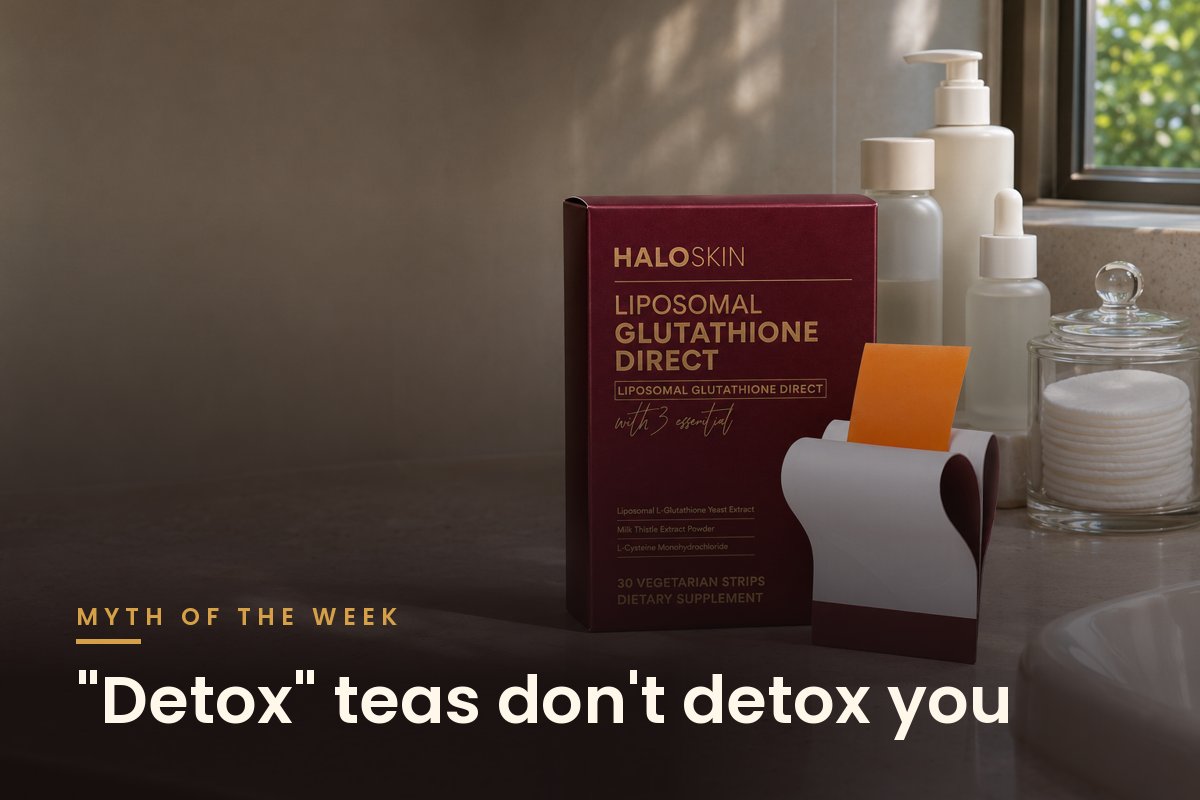 HALOSKIN
LIPOSOMAL
GLUTATHIONE
DIRECT
LIPOSOMAL GLUTATHIONE DIRECT
with 3 essential
Liposomal L-Glutathione Yeast Extract
Milk Thistle Extract Powder
L-Cysteine Monohydrochloride
30 VEGETARIAN STRIPS
DIETARY SUPPLEMENT
MYTH OF THE WEEK
"Detox" teas don't detox you